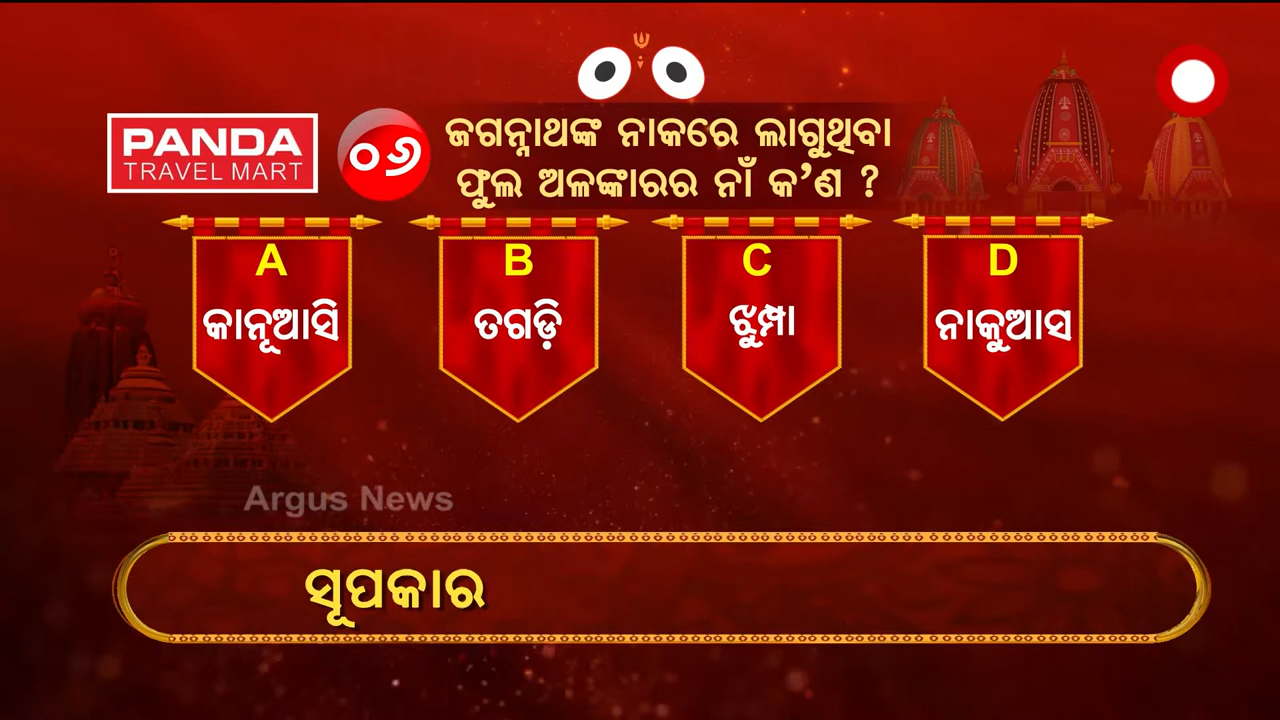 PANDA
TRAVEL MART
୦୬
ଜଗନ୍ନାଥଙ୍କ ନାକରେ ଲାଗୁଥିବା
ଫୁଲ ଅଳଙ୍କାରର ନାଁ କ'ଣ ?
A
କାନୂଆସି
B
ତଗଡ଼ି
C
ଝୁମ୍ପା
D
ନାକୁଆସ
Argus News
ସୂପକାର